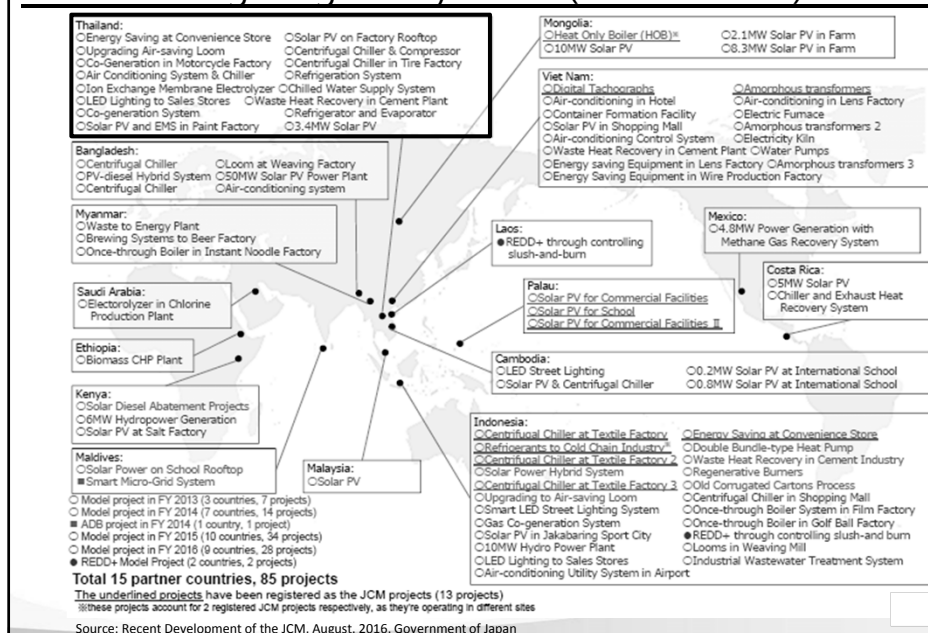 Thailand:
○Energy Saving at Convenience Store ○Solar PV on Factory Rooftop
○Upgrading Air-saving Loom ○Centrifugal Chiller & Compressor
○Co-Generation in Motorcycle Factory ○Centrifugal Chiller in Tire Factory
○Air Conditioning System & Chiller ○Refrigeration System
○Ion Exchange Membrane Electrolyzer ○Chilled Water Supply System
○LED Lighting to Sales Stores ○Waste Heat Recovery in Cement Plant
○Co-generation System ○Refrigerator and Evaporator
○Solar PV and EMS in Paint Factory ○3.4MW Solar PV
Mongolia:
○Heat Only Boiler (HOB)※ ○2.1MW Solar PV in Farm
○10MW Solar PV ○8.3MW Solar PV in Farm
Viet Nam:
○Digital Tachographs ○Amorphous transformers
○Air-conditioning in Hotel ○Air-conditioning in Lens Factory
○Container Formation Facility ○Electric Furnace
○Solar PV in Shopping Mall ○Amorphous transformers 2
○Air-conditioning Control System ○Electricity Kiln
○Waste Heat Recovery in Cement Plant ○Water Pumps
○Energy saving Equipment in Lens Factory ○Amorphous transformers 3
○Energy Saving Equipment in Wire Production Factory
Bangladesh:
○Centrifugal Chiller ○Loom at Weaving Factory
○PV-diesel Hybrid System ○50MW Solar PV Power Plant
○Centrifugal Chiller ○Air-conditioning system
Myanmar:
○Waste to Energy Plant
○Brewing Systems to Beer Factory
○Once-through Boiler in Instant Noodle Factory
Laos:
●REDD+ through controlling
slush-and-burn
Mexico:
○4.8MW Power Generation with
Methane Gas Recovery System
Costa Rica:
○5MW Solar PV
○Chiller and Exhaust Heat
Recovery System
Saudi Arabia:
○Electorolyzer in Chlorine
Production Plant
Palau:
○Solar PV for Commercial Facilities
○Solar PV for School
○Solar PV for Commercial Facilities Ⅱ
Ethiopia:
○Biomass CHP Plant
Cambodia:
○LED Street Lighting ○0.2MW Solar PV at International School
○Solar PV & Centrifugal Chiller ○0.8MW Solar PV at International School
Kenya:
○Solar Diesel Abatement Projects
○6MW Hydropower Generation
○Solar PV at Salt Factory
Indonesia:
○Centrifugal Chiller at Textile Factory ○Energy Saving at Convenience Store
○Refrigerants to Cold Chain Industry※ ○Double Bundle-type Heat Pump
○Centrifugal Chiller at Textile Factory 2 ○Waste Heat Recovery in Cement Industry
○Solar Power Hybrid System ○Regenerative Burners
○Centrifugal Chiller at Textile Factory 3 ○Old Corrugated Cartons Process
○Upgrading to Air-saving Loom ○Centrifugal Chiller in Shopping Mall
○Smart LED Street Lighting System ○Once-through Boiler System in Film Factory
○Gas Co-generation System ○Once-through Boiler in Golf Ball Factory
○Solar PV in Jakabaring Sport City ●REDD+ through controlling slush-and burn
○10MW Hydro Power Plant ○Looms in Weaving Mill
○LED Lighting to Sales Stores ○Industrial Wastewater Treatment System
○Air-conditioning Utility System in Airport
Maldives:
○Solar Power on School Rooftop
■Smart Micro-Grid System
Malaysia:
○Solar PV
○ Model project in FY 2013 (3 countries, 7 projects)
○ Model project in FY 2014 (7 countries, 14 projects)
■ ADB project in FY 2014 (1 country, 1 project)
○ Model project in FY 2015 (10 countries, 34 projects)
○ Model project in FY 2016 (9 countries, 28 projects)
● REDD+ Model Project (2 countries, 2 projects)
Total 15 partner countries, 85 projects
The underlined projects have been registered as the JCM projects (13 projects)
※these projects account for 2 registered JCM projects respectively, as they're operating in different sites
Source: Recent Development of the JCM, August, 2016, Government of Japan